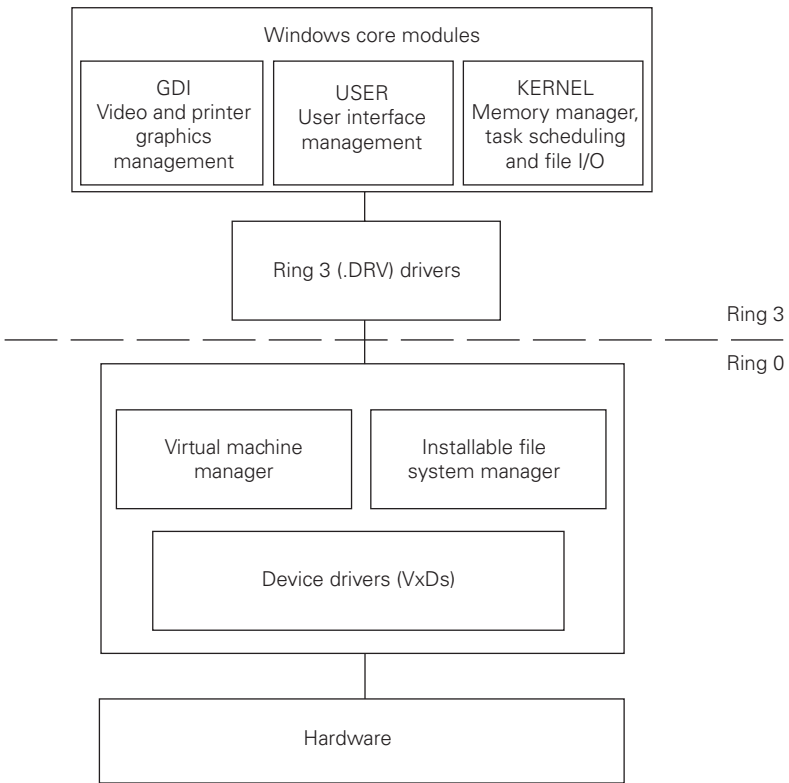 Windows core modules
GDI
Video and printer
graphics
management
USER
User interface
management
KERNEL
Memory manager,
task scheduling
and file I/O
Ring 3 (.DRV) drivers
Ring 3
Ring 0
Virtual machine
manager
Installable file
system manager
Device drivers (VxDs)
Hardware